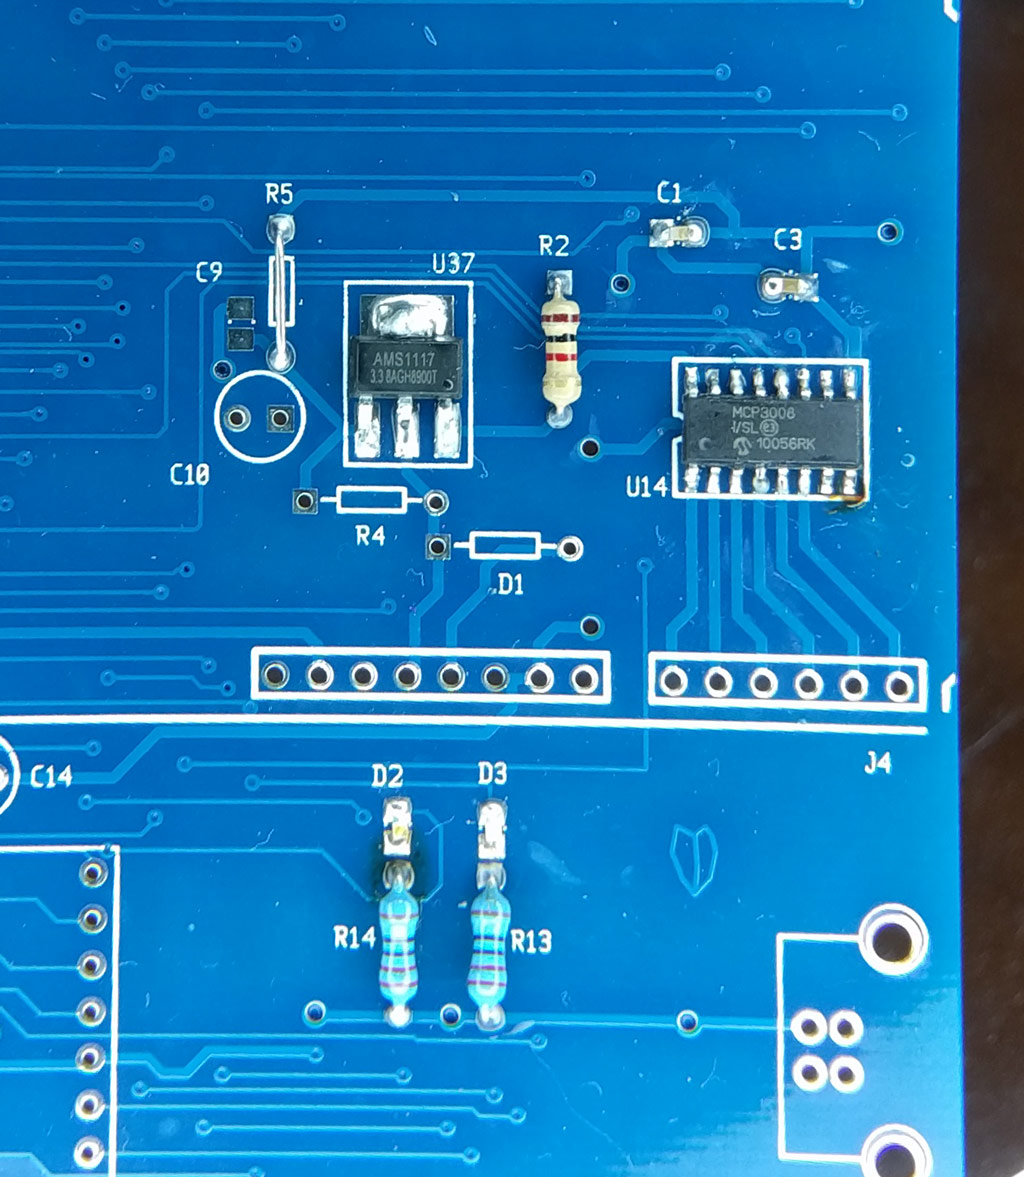 R5
C1
C3
R2
U37
C9
AMS1117
3.3 8AGH8900T
MCP3008
I/SL e3
10056RK
U14
C10
R4
D1
J4
C14
D2
D3
R14
R13